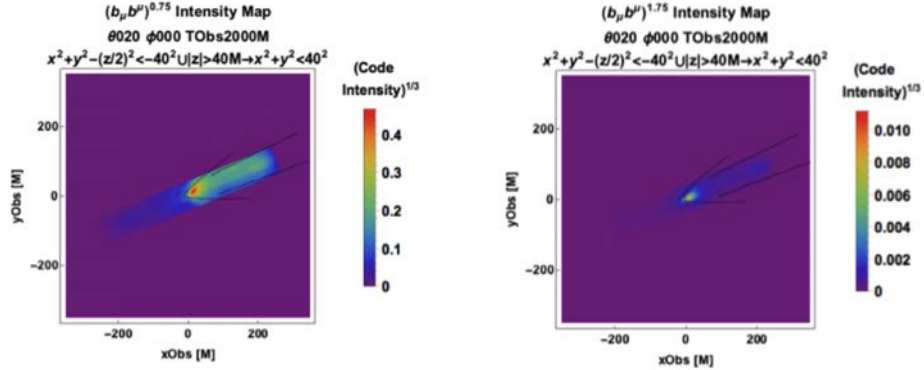 (b_μ b^μ)^0.75 Intensity Map
θ020 ϕ000 TObs2000M
x²+y²−(z/2)²<−40²∪|z|>40M→x²+y²<40²
(Code
Intensity)^1/3
0.4
0.3
0.2
0.1
0
yObs [M]
200
0
−200
−200 0 200
xObs [M]
(b_μ b^μ)^1.75 Intensity Map
θ020 ϕ000 TObs2000M
x²+y²−(z/2)²<−40²∪|z|>40M→x²+y²<40²
(Code
Intensity)^1/3
0.010
0.008
0.006
0.004
0.002
0
yObs [M]
200
0
−200
−200 0 200
xObs [M]